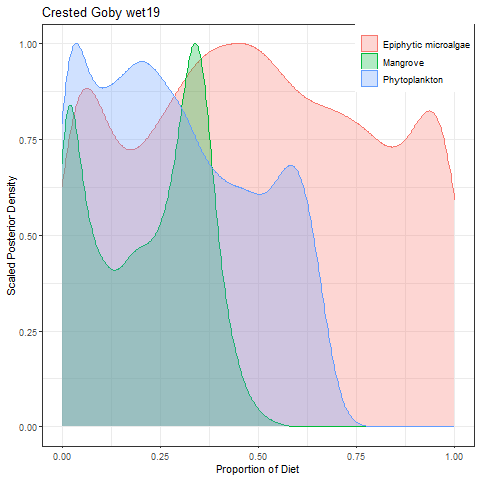 Crested Goby wet19
Epiphytic microalgae
Mangrove
Phytoplankton
Scaled Posterior Density
1.00
0.75
0.50
0.25
0.00
0.00 0.25 0.50 0.75 1.00
Proportion of Diet